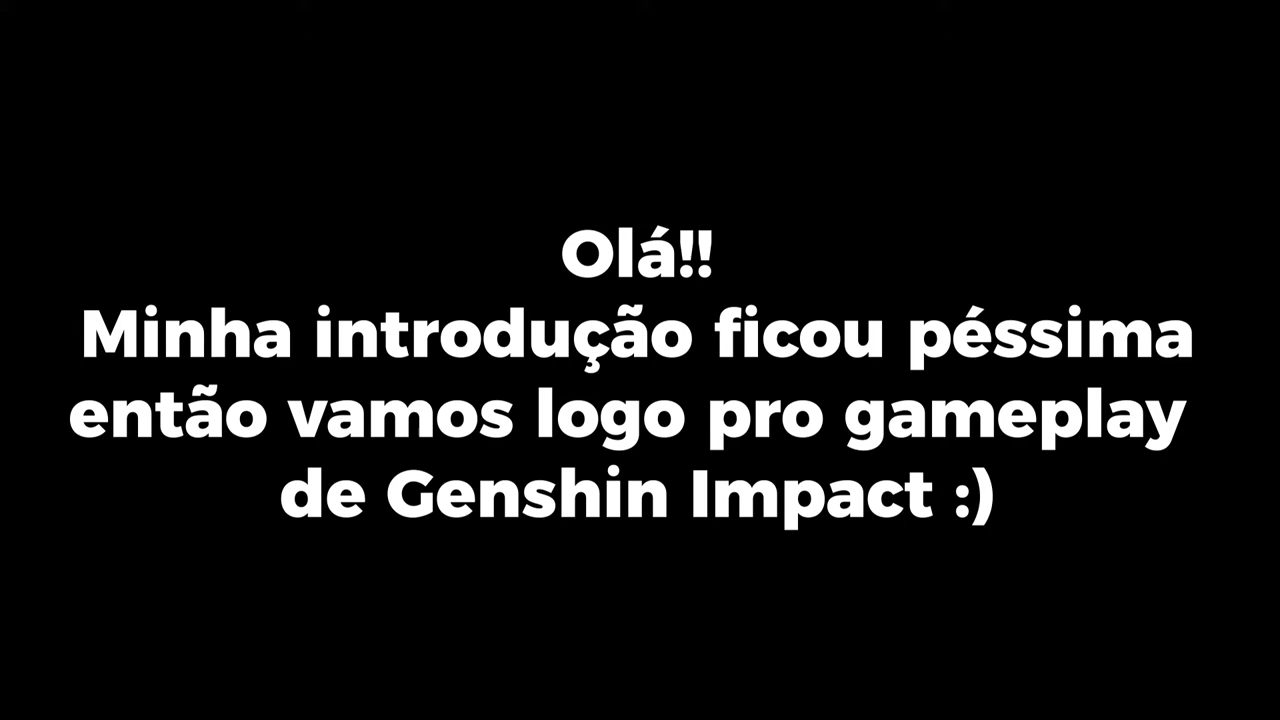 Olá!!
Minha introdução ficou péssima
então vamos logo pro gameplay
de Genshin Impact :)